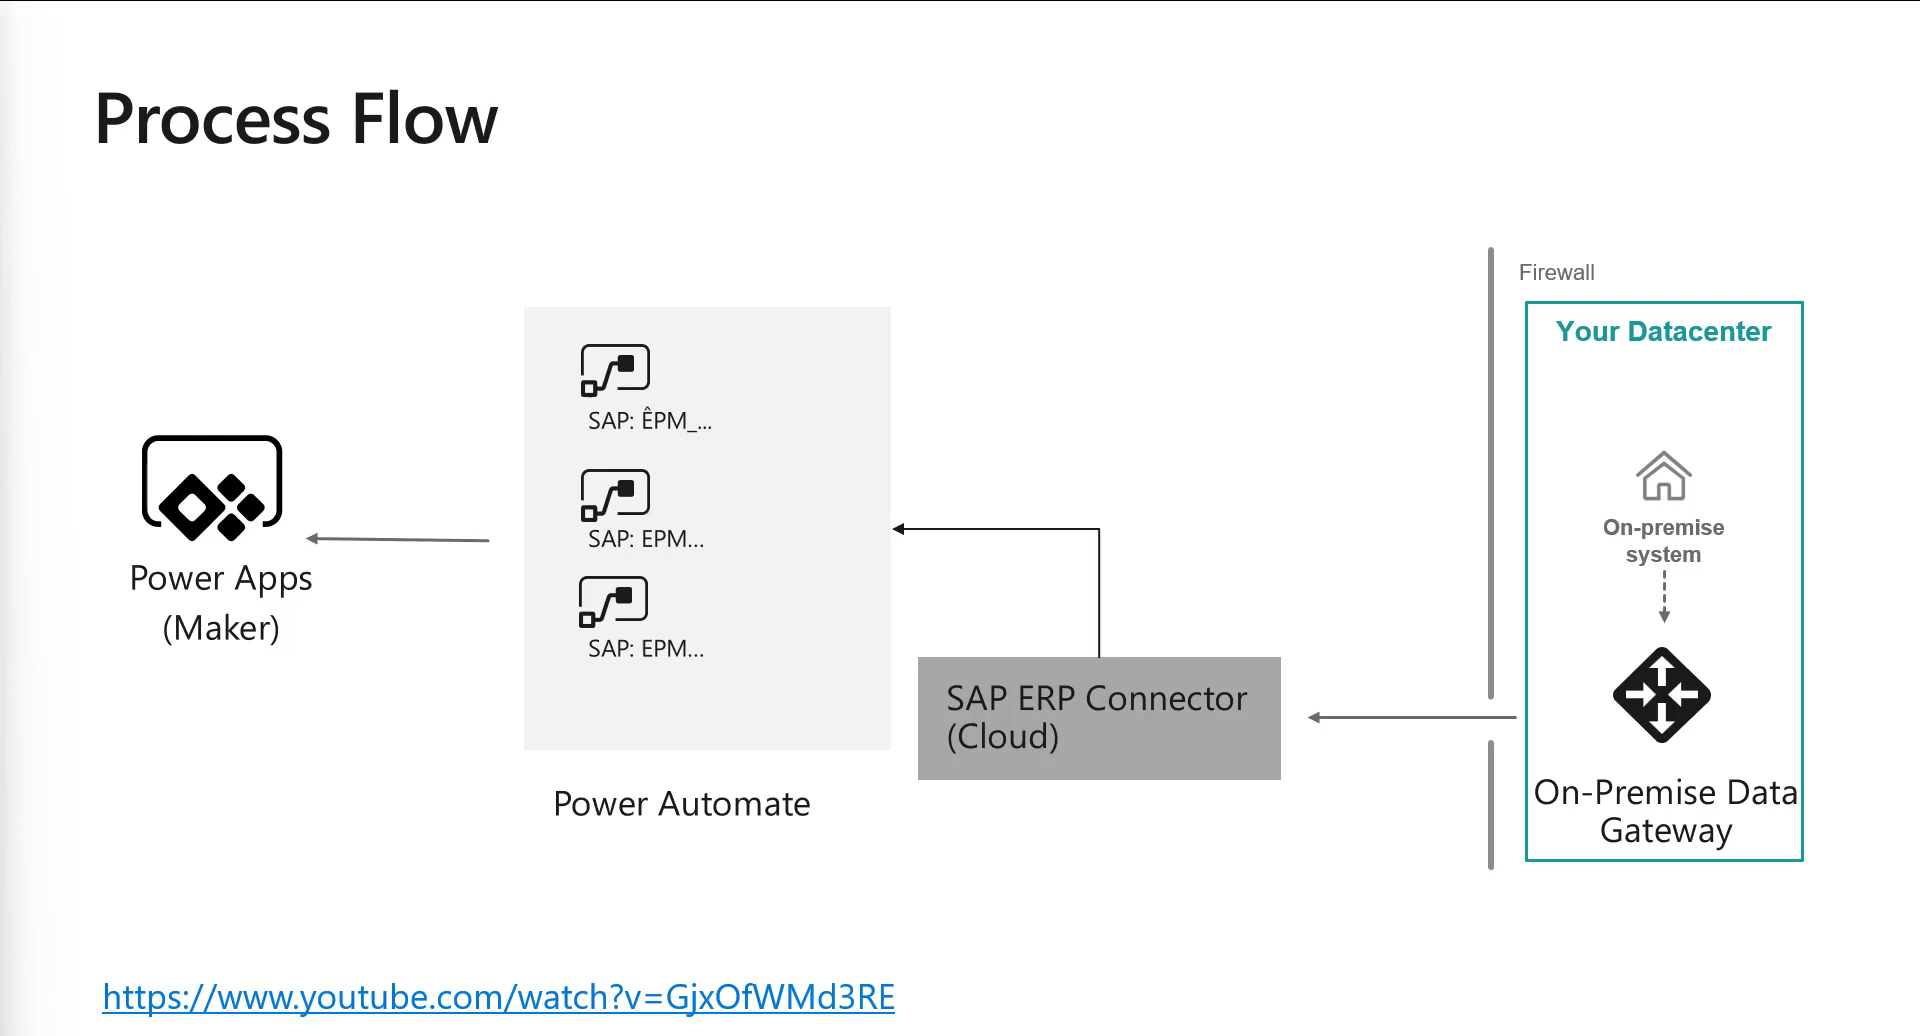 Process Flow
Firewall
Your Datacenter
SAP: ÊPM_...
SAP: EPM...
SAP: EPM...
Power Automate
Power Apps
(Maker)
SAP ERP Connector
(Cloud)
On-premise
system
On-Premise Data
Gateway
https://www.youtube.com/watch?v=GjxOfWMd3RE